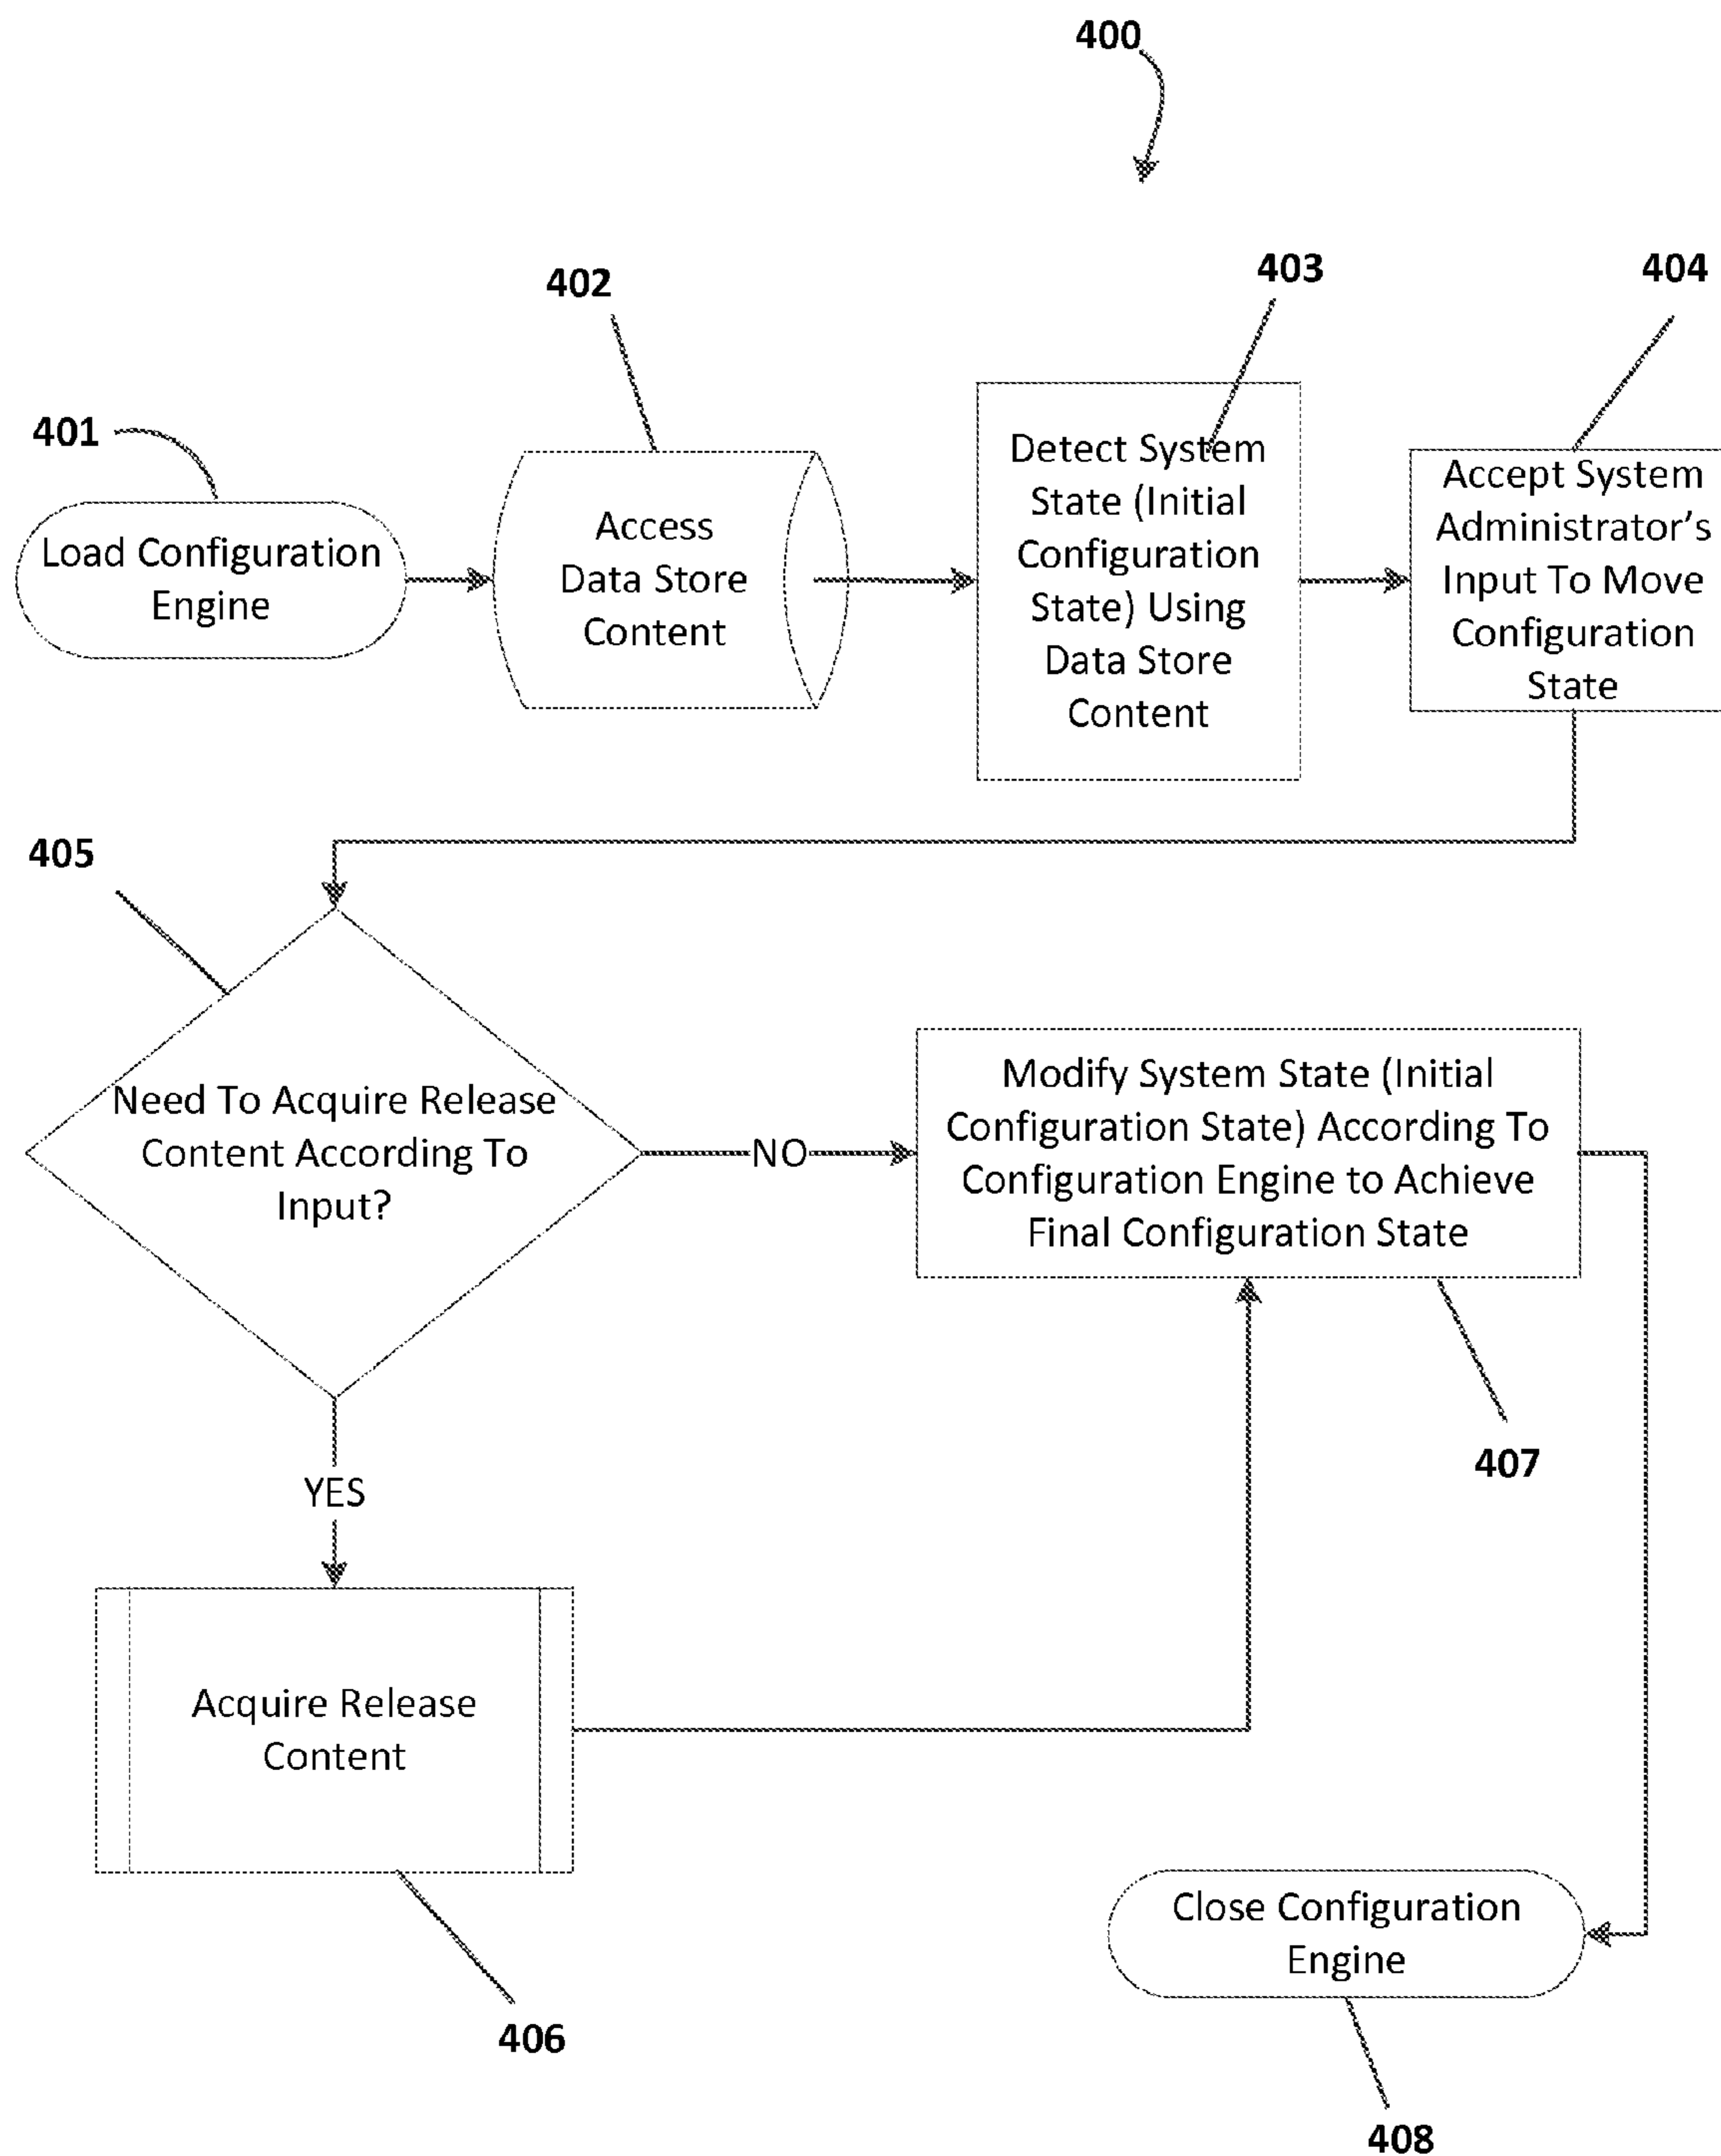 400
401
Load Configuration
Engine
402
Access
Data Store
Content
403
Detect System
State (Initial
Configuration
State) Using
Data Store
Content
404
Accept System
Administrator's
Input To Move
Configuration
State
405
Need To Acquire Release
Content According To
Input?
NO
Modify System State (Initial
Configuration State) According To
Configuration Engine to Achieve
Final Configuration State
407
YES
Acquire Release
Content
406
Close Configuration
Engine
408